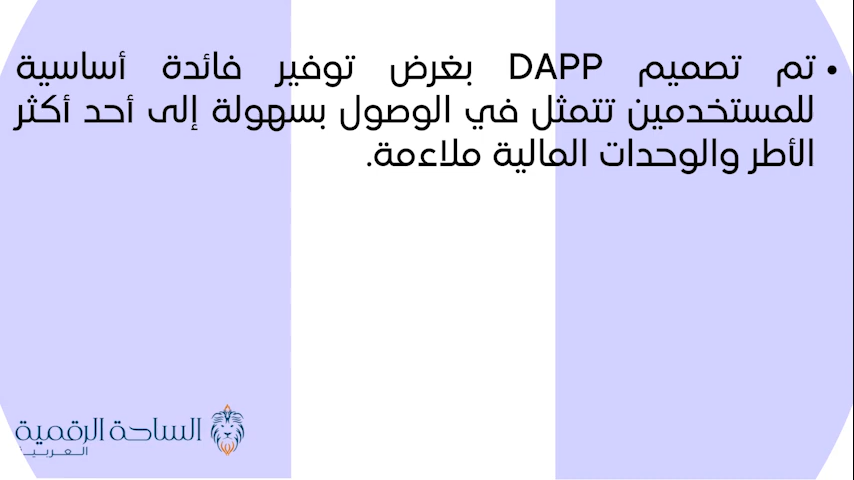 • تم تصميم DAPP بغرض توفير فائدة أساسية
للمستخدمين تتمثل في الوصول بسهولة إلى أحد أكثر
الأطر والوحدات المالية ملاءمة.
الساحة الرقمية
العربية